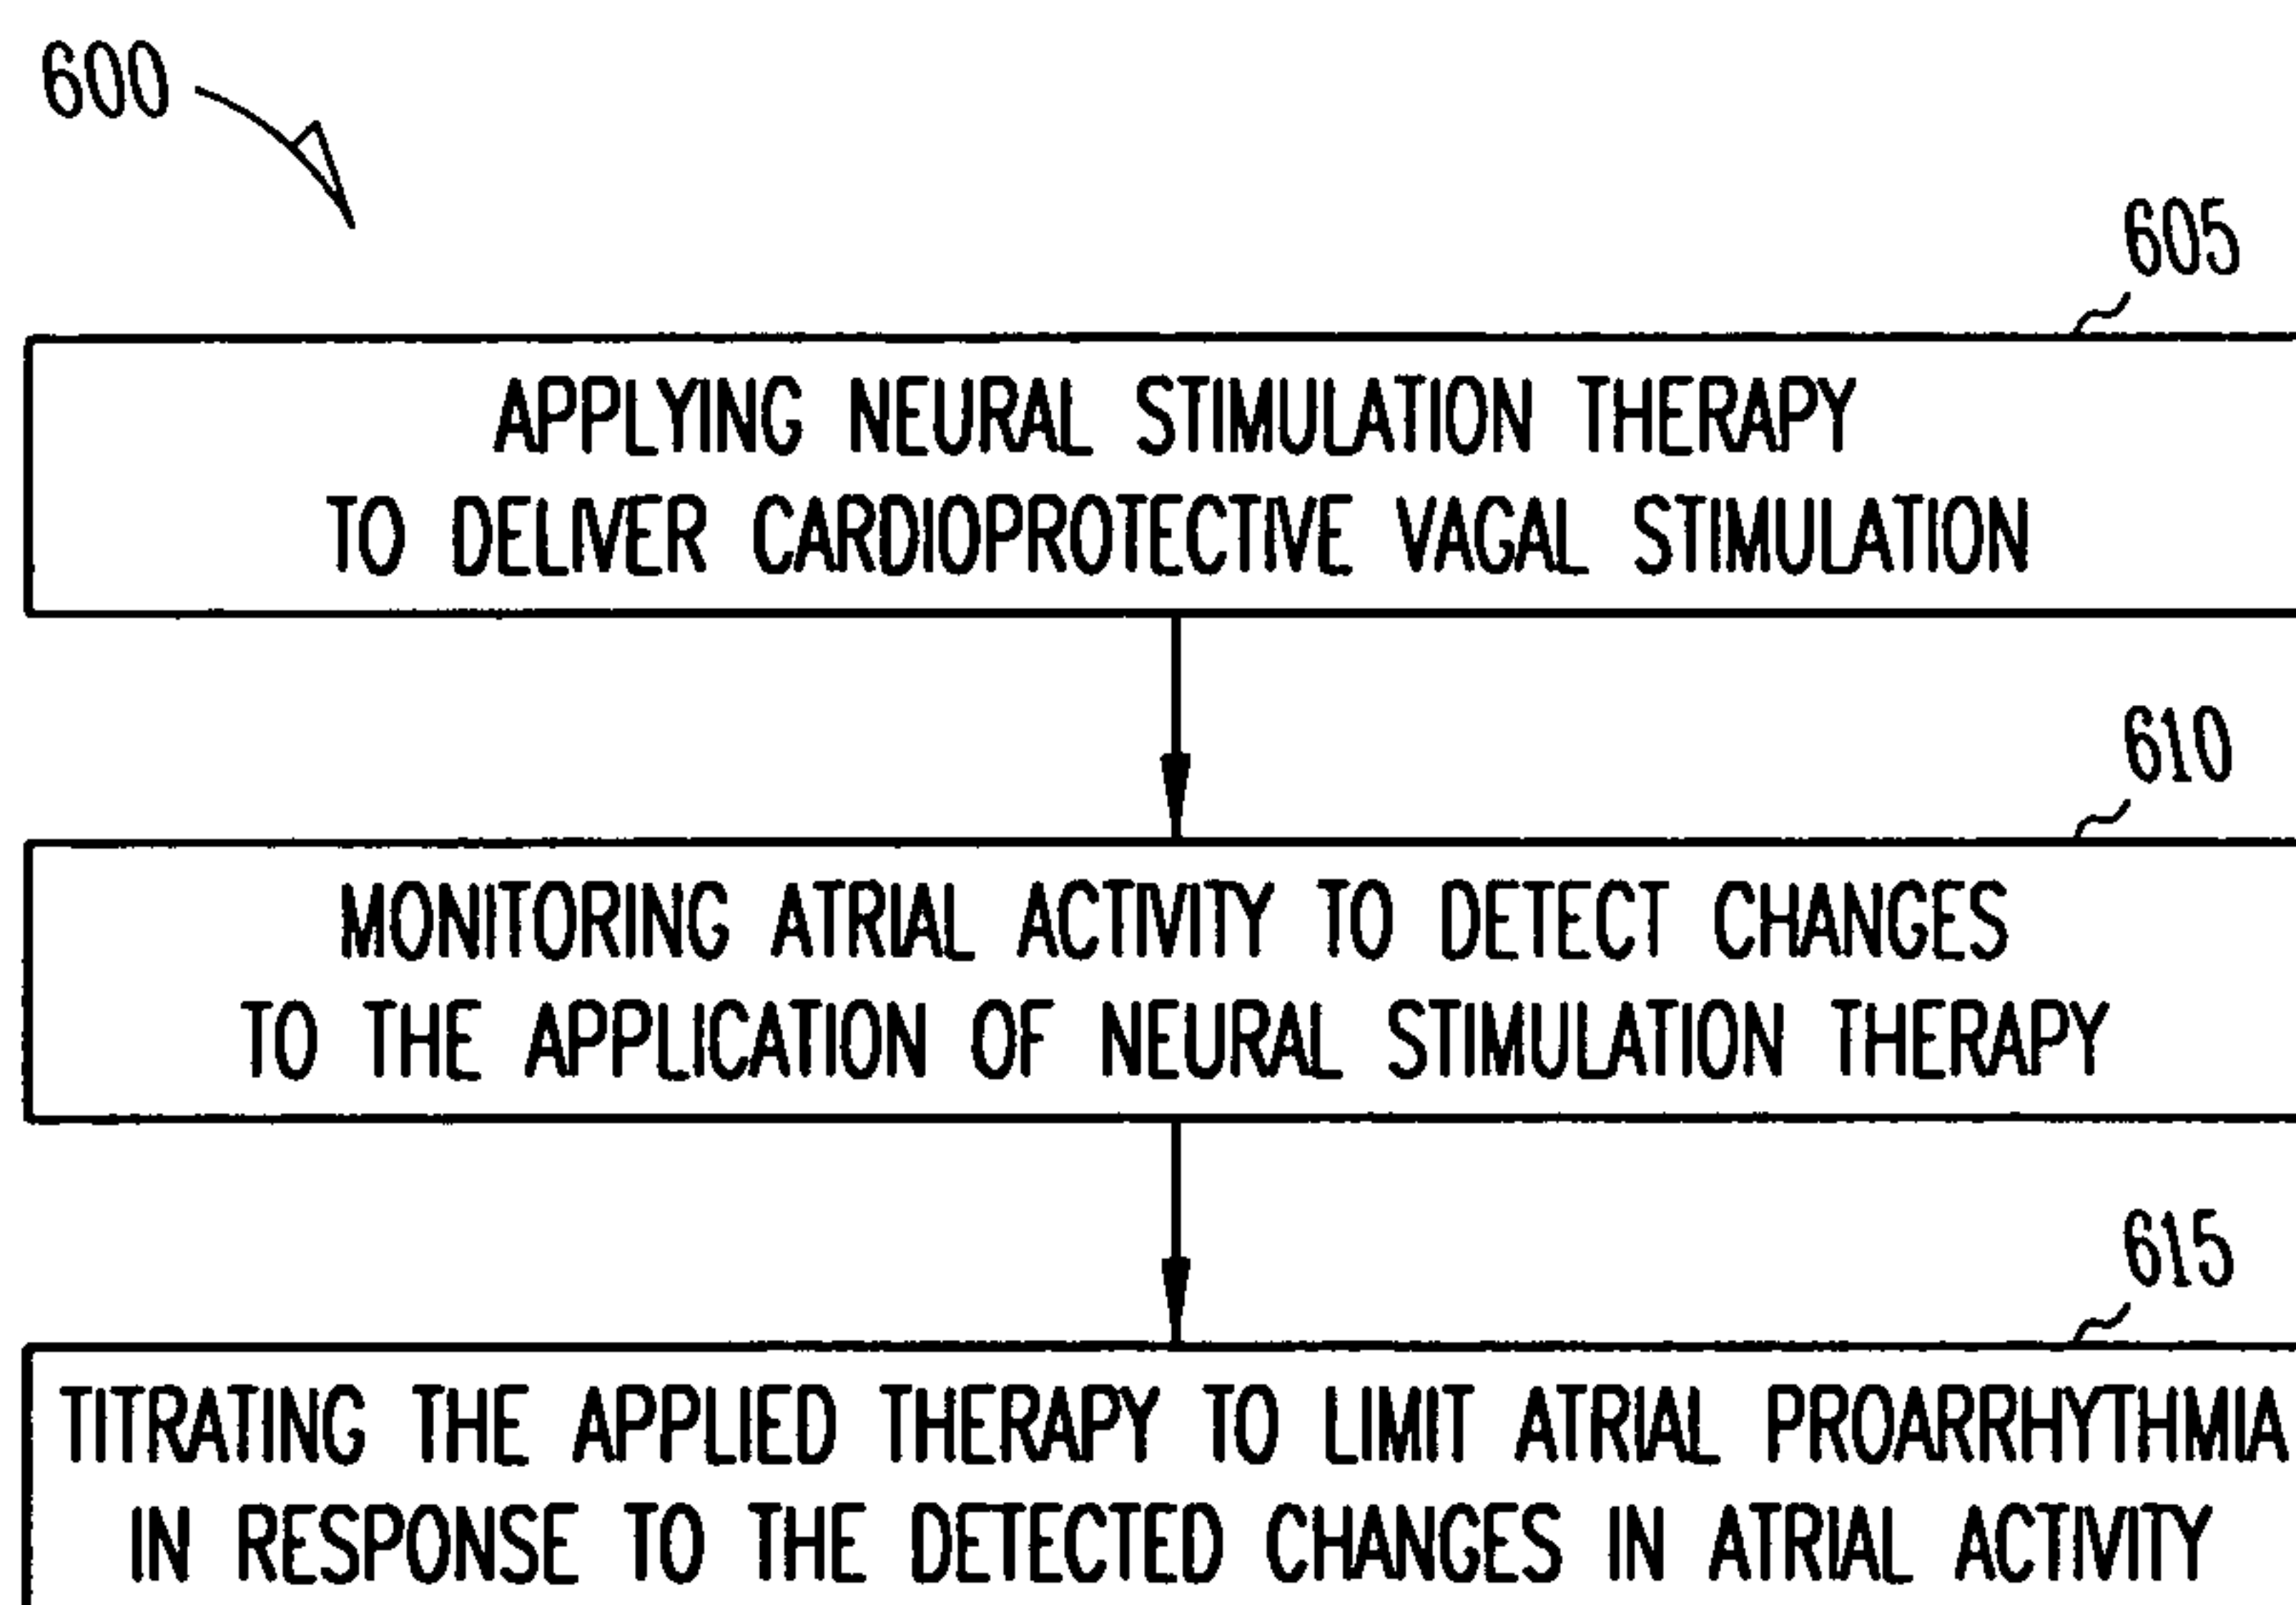 600
605
APPLYING NEURAL STIMULATION THERAPY
TO DELIVER CARDIOPROTECTIVE VAGAL STIMULATION
610
MONITORING ATRIAL ACTIVITY TO DETECT CHANGES
TO THE APPLICATION OF NEURAL STIMULATION THERAPY
615
TITRATING THE APPLIED THERAPY TO LIMIT ATRIAL PROARRHYTHMIA
IN RESPONSE TO THE DETECTED CHANGES IN ATRIAL ACTIVITY